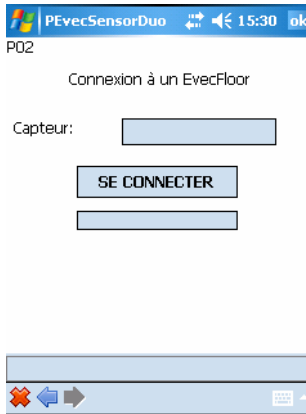 PEvecSensorDuo 15:30 ok
P02
Connexion à un EvecFloor
Capteur:
SE CONNECTER